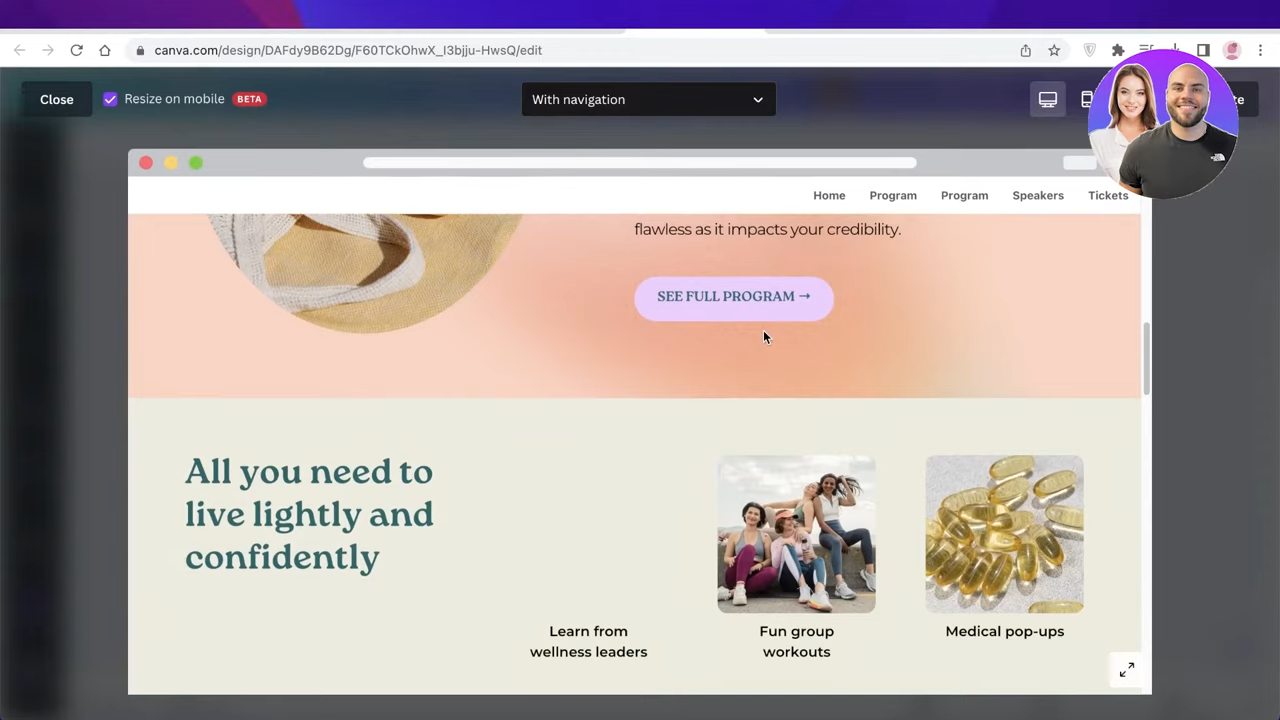 canva.com/design/DAFdy9B62Dg/F60TCkOhwX_I3bjju-HwsQ/edit
Close
Resize on mobile
BETA
With navigation
Home
Program
Program
Speakers
Tickets
flawless as it impacts your credibility.
SEE FULL PROGRAM →
All you need to
live lightly and
confidently
Learn from
wellness leaders
Fun group
workouts
Medical pop-ups